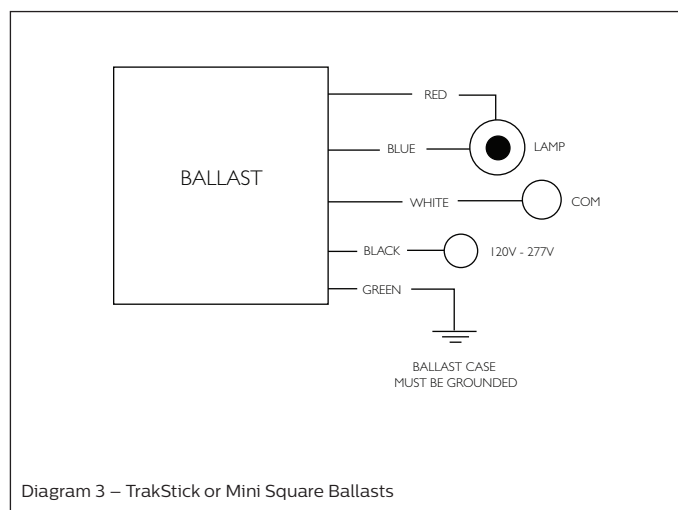 BALLAST
RED
BLUE
LAMP
WHITE
COM
BLACK
120V - 277V
GREEN
BALLAST CASE
MUST BE GROUNDED
Diagram 3 – TrakStick or Mini Square Ballasts